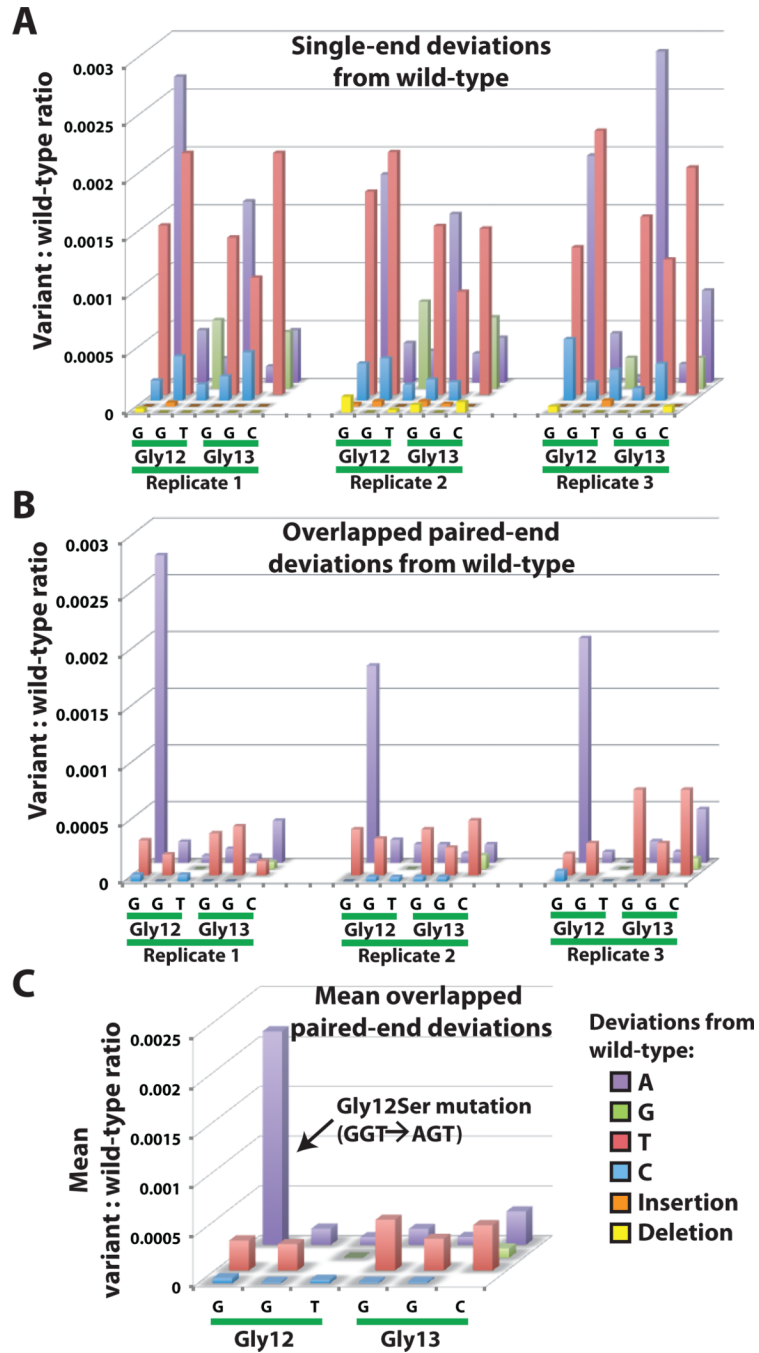 A
Single-end deviations
from wild-type
Variant : wild-type ratio
0.003
0.0025
0.002
0.0015
0.001
0.0005
0
G G T G G C G G T G G C G G T G G C
Gly12 Gly13 Gly12 Gly13 Gly12 Gly13
Replicate 1 Replicate 2 Replicate 3
B
Overlapped paired-end
deviations from wild-type
Variant : wild-type ratio
0.003
0.0025
0.002
0.0015
0.001
0.0005
0
G G T G G C G G T G G C G G T G G C
Gly12 Gly13 Gly12 Gly13 Gly12 Gly13
Replicate 1 Replicate 2 Replicate 3
C
Mean overlapped
paired-end deviations
Mean
variant : wild-type ratio
0.0025
0.002
0.0015
0.001
0.0005
0
Gly12Ser mutation
(GGT→AGT)
G G T G G C
Gly12 Gly13
Deviations from
wild-type:
A
G
T
C
Insertion
Deletion